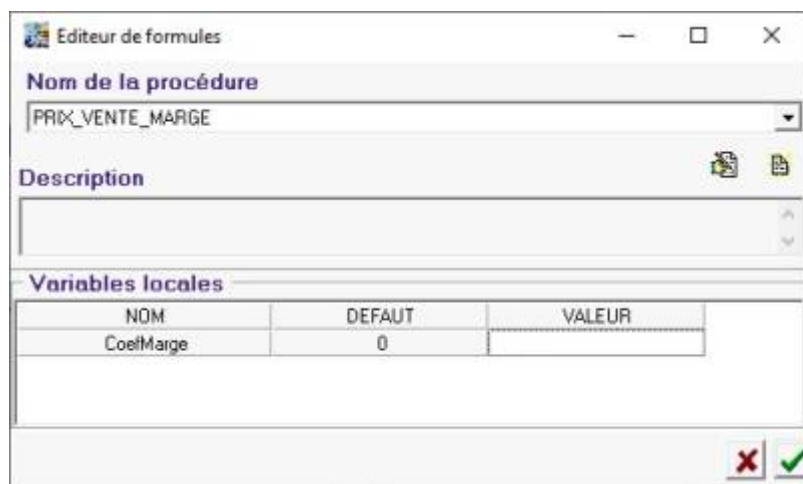 Editeur de formules
Nom de la procédure
PRIX_VENTE_MARGE
Description
Variables locales
NOM DEFAUT VALEUR
CoefMarge 0